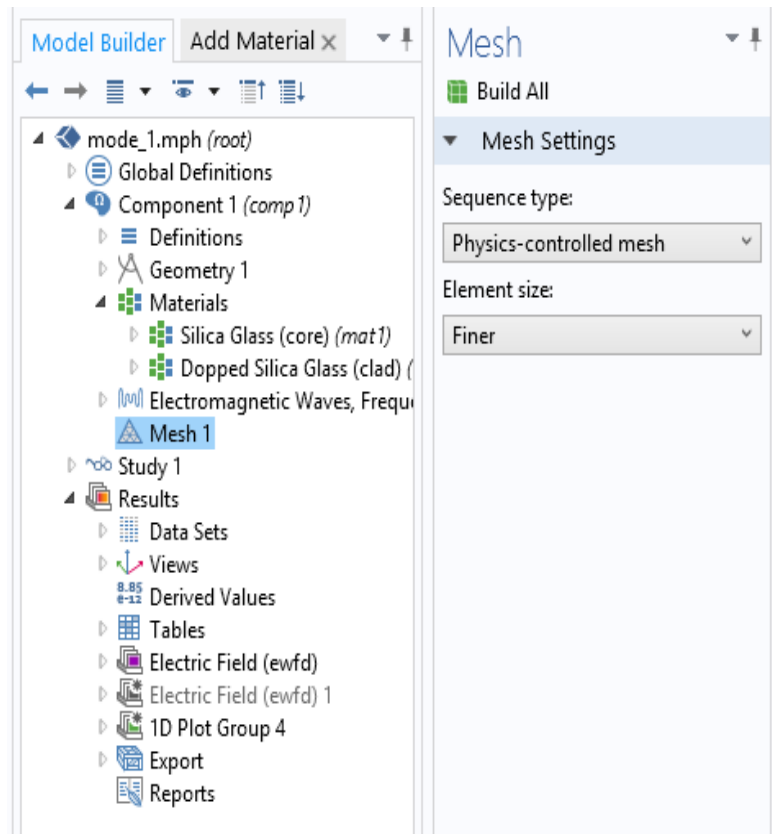 Model Builder
Add Material
mode_1.mph (root)
Global Definitions
Component 1 (comp1)
Definitions
Geometry 1
Materials
Silica Glass (core) (mat1)
Dopped Silica Glass (clad) (
Electromagnetic Waves, Freque
Mesh 1
Study 1
Results
Data Sets
Views
8.85
e-12
Derived Values
Tables
Electric Field (ewfd)
Electric Field (ewfd) 1
1D Plot Group 4
Export
Reports
Mesh
Build All
Mesh Settings
Sequence type:
Physics-controlled mesh
Element size:
Finer